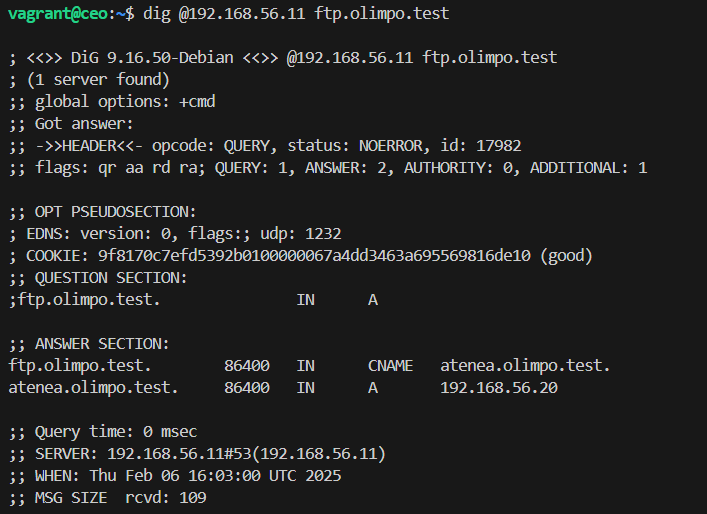 vagrant@ceo:~$ dig @192.168.56.11 ftp.olimpo.test
; <<>> DiG 9.16.50-Debian <<>> @192.168.56.11 ftp.olimpo.test
; (1 server found)
;; global options: +cmd
;; Got answer:
;; ->>HEADER<<- opcode: QUERY, status: NOERROR, id: 17982
;; flags: qr aa rd ra; QUERY: 1, ANSWER: 2, AUTHORITY: 0, ADDITIONAL: 1
;; OPT PSEUDOSECTION:
; EDNS: version: 0, flags:; udp: 1232
; COOKIE: 9f8170c7efd5392b0100000067a4dd3463a695569816de10 (good)
;; QUESTION SECTION:
;ftp.olimpo.test. IN A
;; ANSWER SECTION:
ftp.olimpo.test. 86400 IN CNAME atenea.olimpo.test.
atenea.olimpo.test. 86400 IN A 192.168.56.20
;; Query time: 0 msec
;; SERVER: 192.168.56.11#53(192.168.56.11)
;; WHEN: Thu Feb 06 16:03:00 UTC 2025
;; MSG SIZE rcvd: 109